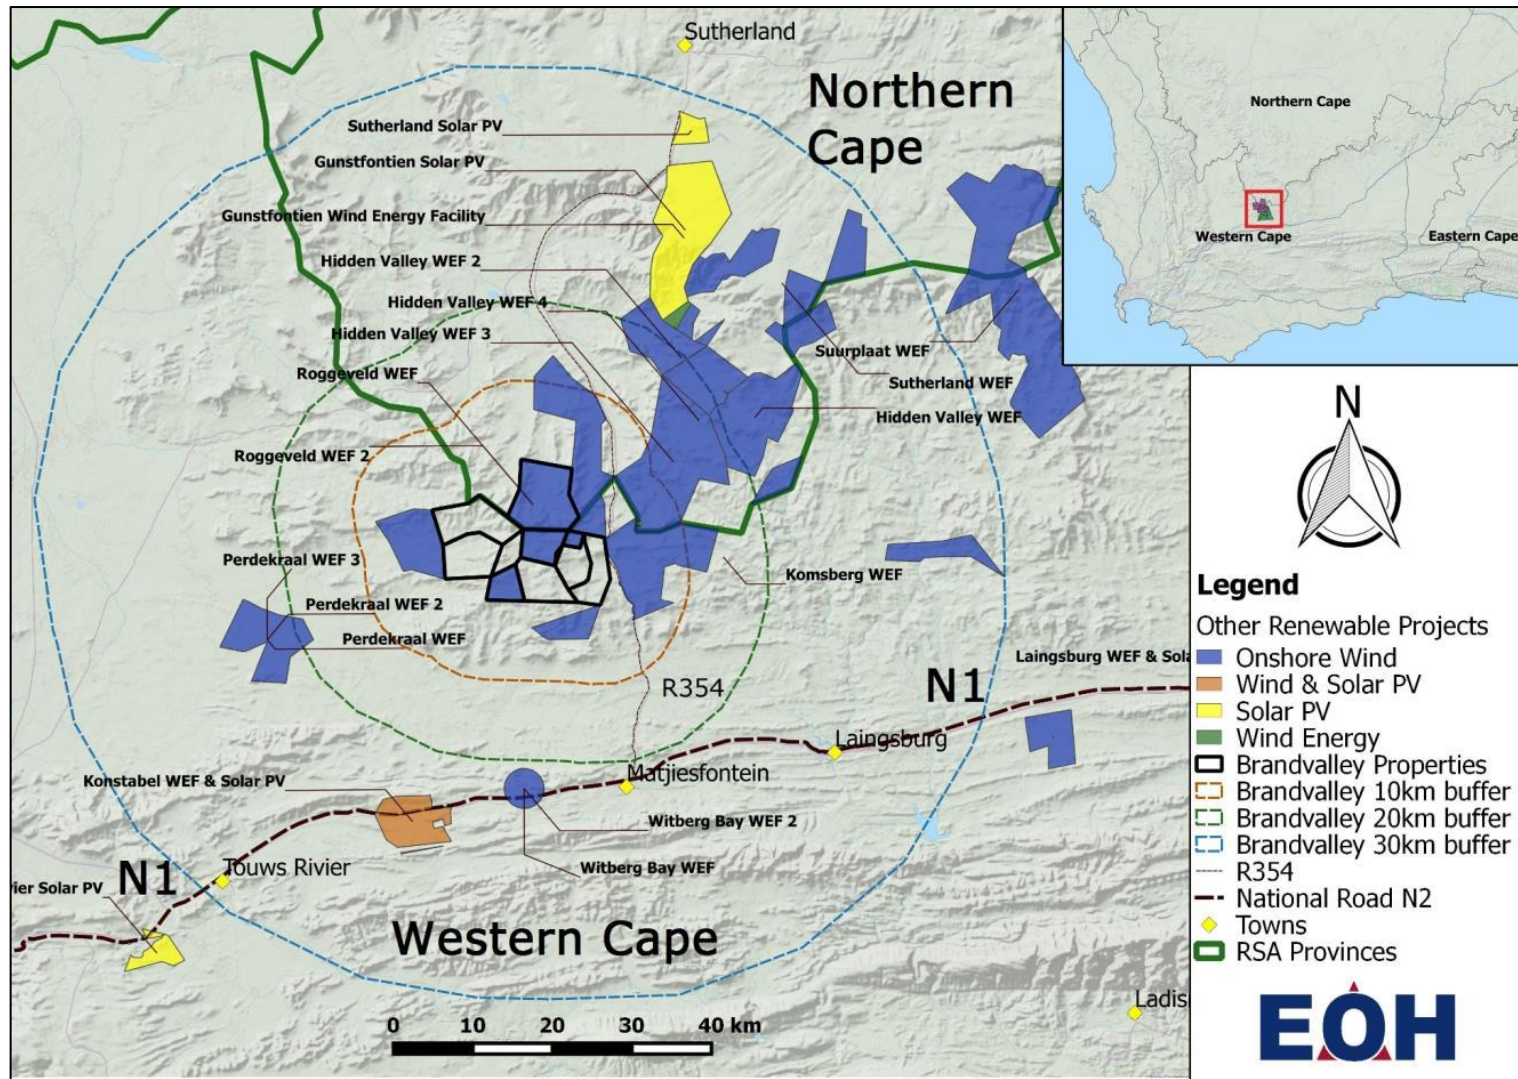 Sutherland
Northern
Cape
Sutherland Solar PV
Gunstfontien Solar PV
Gunstfontien Wind Energy Facility
Hidden Valley WEF 2
Hidden Valley WEF 4
Hidden Valley WEF 3
Roggeveld WEF
Roggeveld WEF 2
Suurplaat WEF
Sutherland WEF
Hidden Valley WEF
Perdekraal WEF 3
Perdekraal WEF 2
Perdekraal WEF
Komsberg WEF
R354
N1
Laingsburg WEF & Sola
Laingsburg
Matjiesfontein
Konstabel WEF & Solar PV
Witberg Bay WEF 2
Witberg Bay WEF
Touws Rivier
N1
vier Solar PV
Western Cape
Ladis
0 10 20 30 40 km
Northern Cape
Western Cape
Eastern Cape
N
Legend
Other Renewable Projects
Onshore Wind
Wind & Solar PV
Solar PV
Wind Energy
Brandvalley Properties
Brandvalley 10km buffer
Brandvalley 20km buffer
Brandvalley 30km buffer
R354
National Road N2
Towns
RSA Provinces
EOH